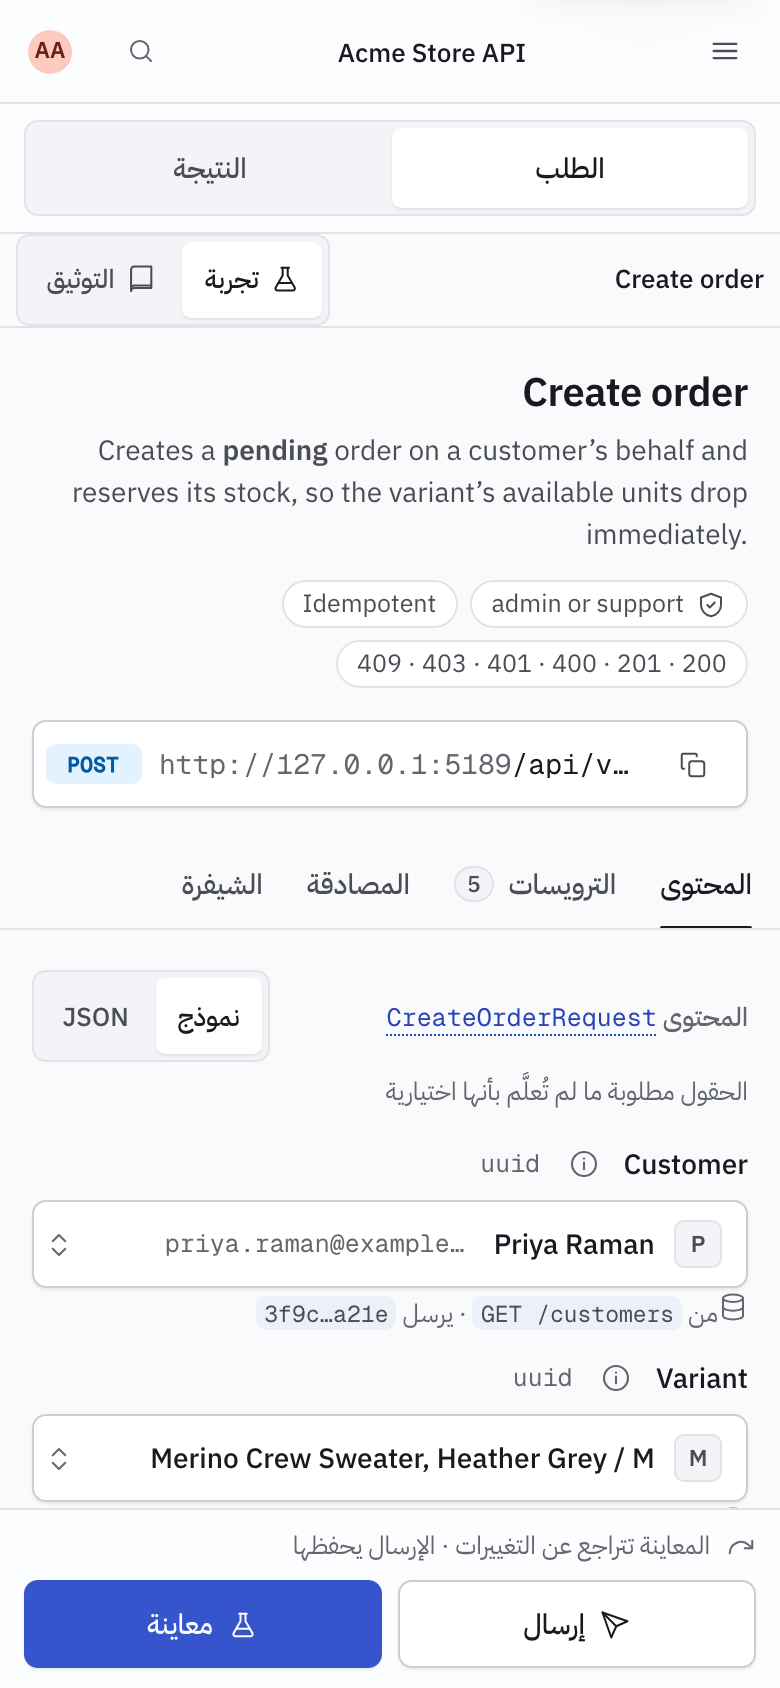 Acme Store API
AA
الطلب
النتيجة
Create order
تجربة
التوثيق
Create order
Creates a pending order on a customer’s behalf and
reserves its stock, so the variant’s available units drop
immediately.
admin or support
Idempotent
409 · 403 · 401 · 400 · 201 · 200
POST http://127.0.0.1:5189/api/v…
المحتوى
الترويسات 5
المصادقة
الشيفرة
المحتوى CreateOrderRequest
نموذج
JSON
الحقول مطلوبة ما لم تُعلَّم بأنها اختيارية
Customer uuid
P Priya Raman priya.raman@example…
من GET /customers · يرسل 3f9c…a21e
Variant uuid
M Merino Crew Sweater, Heather Grey / M
المعاينة تتراجع عن التغييرات · الإرسال يحفظها
إرسال
معاينة